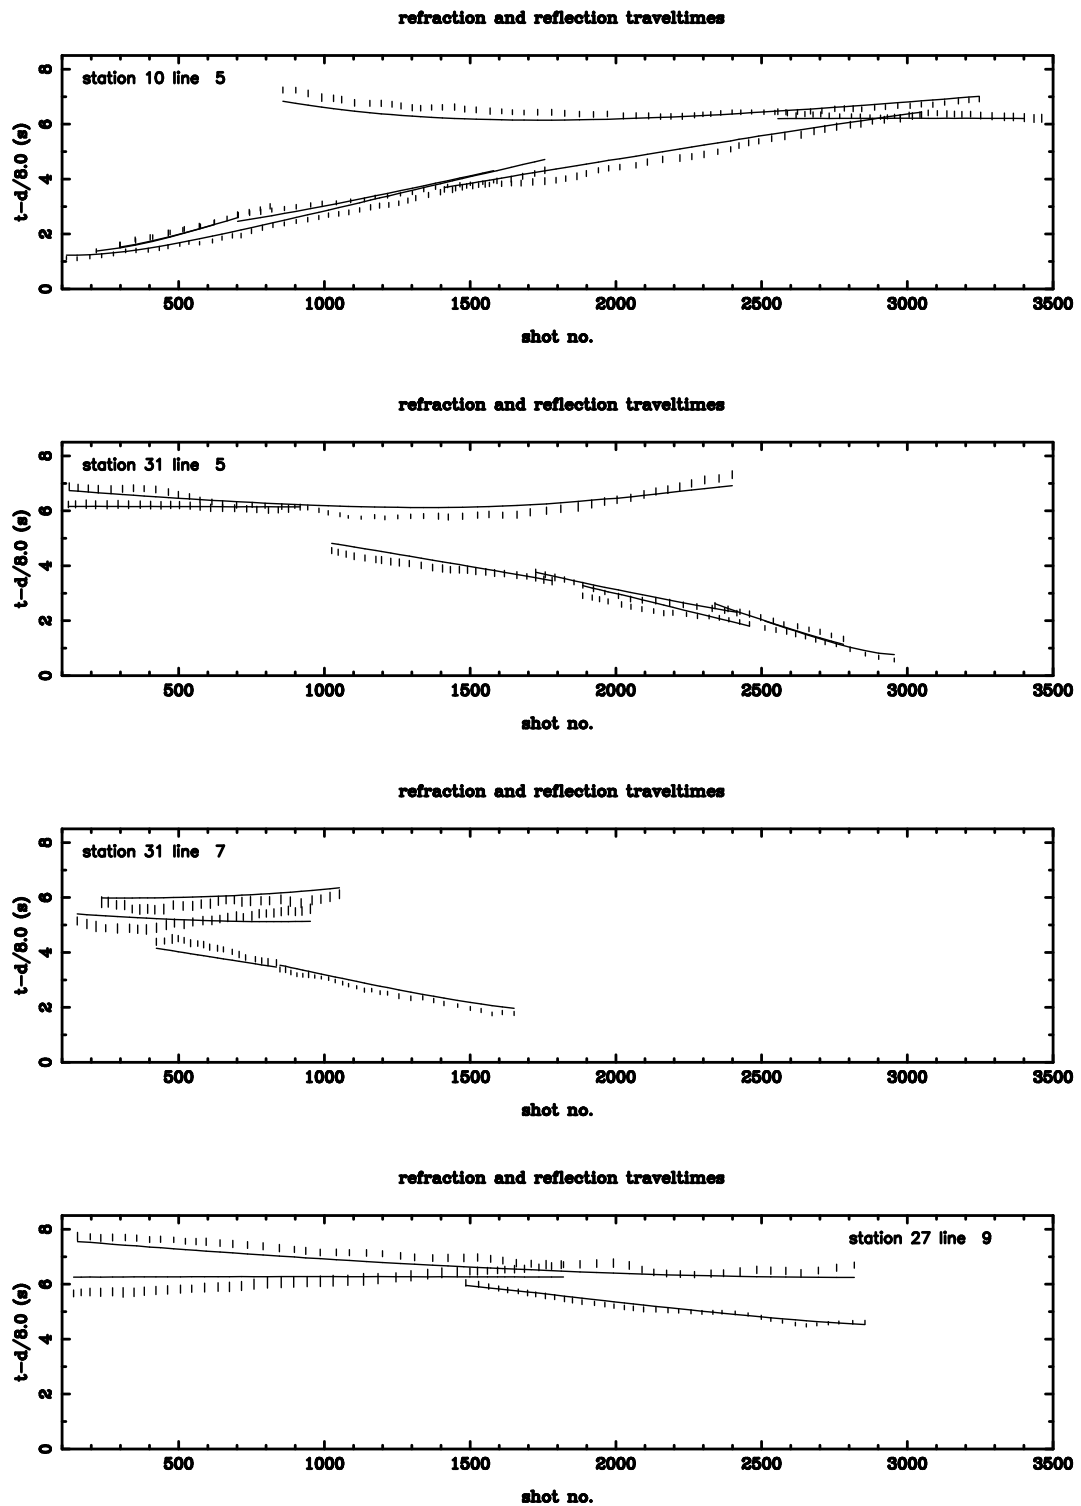 refraction and reflection traveltimes
station 10 line 5
t-d/8.0 (s)
8
6
4
2
0
500 1000 1500 2000 2500 3000 3500
shot no.
refraction and reflection traveltimes
station 31 line 5
t-d/8.0 (s)
8
6
4
2
0
500 1000 1500 2000 2500 3000 3500
shot no.
refraction and reflection traveltimes
station 31 line 7
t-d/8.0 (s)
8
6
4
2
0
500 1000 1500 2000 2500 3000 3500
shot no.
refraction and reflection traveltimes
station 27 line 9
t-d/8.0 (s)
8
6
4
2
0
500 1000 1500 2000 2500 3000 3500
shot no.